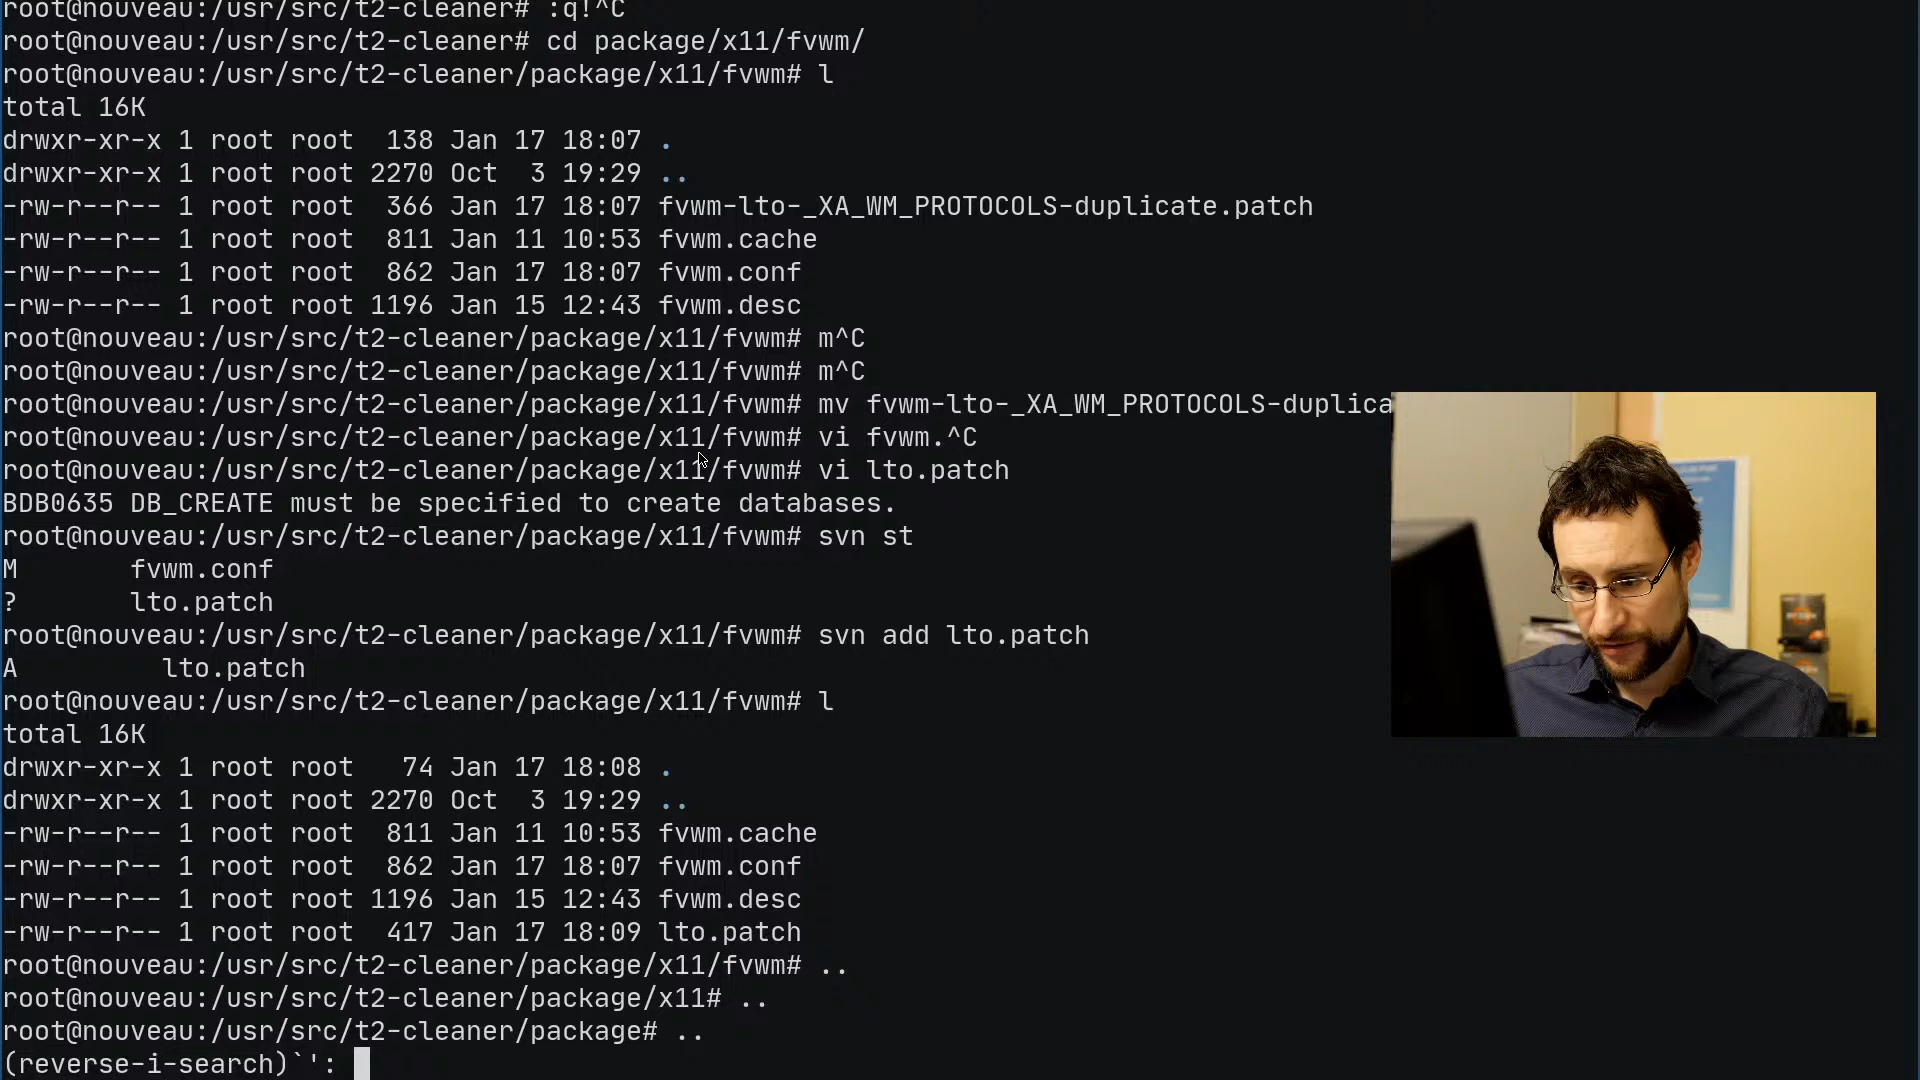 root@nouveau:/usr/src/t2-cleaner# :q!^C
root@nouveau:/usr/src/t2-cleaner# cd package/x11/fvwm/
root@nouveau:/usr/src/t2-cleaner/package/x11/fvwm# l
total 16K
drwxr-xr-x 1 root root  138 Jan 17 18:07 .
drwxr-xr-x 1 root root 2270 Oct  3 19:29 ..
-rw-r--r-- 1 root root  366 Jan 17 18:07 fvwm-lto-_XA_WM_PROTOCOLS-duplicate.patch
-rw-r--r-- 1 root root  811 Jan 11 10:53 fvwm.cache
-rw-r--r-- 1 root root  862 Jan 17 18:07 fvwm.conf
-rw-r--r-- 1 root root 1196 Jan 15 12:43 fvwm.desc
root@nouveau:/usr/src/t2-cleaner/package/x11/fvwm# m^C
root@nouveau:/usr/src/t2-cleaner/package/x11/fvwm# m^C
root@nouveau:/usr/src/t2-cleaner/package/x11/fvwm# mv fvwm-lto-_XA_WM_PROTOCOLS-duplica
root@nouveau:/usr/src/t2-cleaner/package/x11/fvwm# vi fvwm.^C
root@nouveau:/usr/src/t2-cleaner/package/x11/fvwm# vi lto.patch
BDB0635 DB_CREATE must be specified to create databases.
root@nouveau:/usr/src/t2-cleaner/package/x11/fvwm# svn st
M       fvwm.conf
?       lto.patch
root@nouveau:/usr/src/t2-cleaner/package/x11/fvwm# svn add lto.patch
A         lto.patch
root@nouveau:/usr/src/t2-cleaner/package/x11/fvwm# l
total 16K
drwxr-xr-x 1 root root   74 Jan 17 18:08 .
drwxr-xr-x 1 root root 2270 Oct  3 19:29 ..
-rw-r--r-- 1 root root  811 Jan 11 10:53 fvwm.cache
-rw-r--r-- 1 root root  862 Jan 17 18:07 fvwm.conf
-rw-r--r-- 1 root root 1196 Jan 15 12:43 fvwm.desc
-rw-r--r-- 1 root root  417 Jan 17 18:09 lto.patch
root@nouveau:/usr/src/t2-cleaner/package/x11/fvwm# ..
root@nouveau:/usr/src/t2-cleaner/package/x11# ..
root@nouveau:/usr/src/t2-cleaner/package# ..
(reverse-i-search)`':